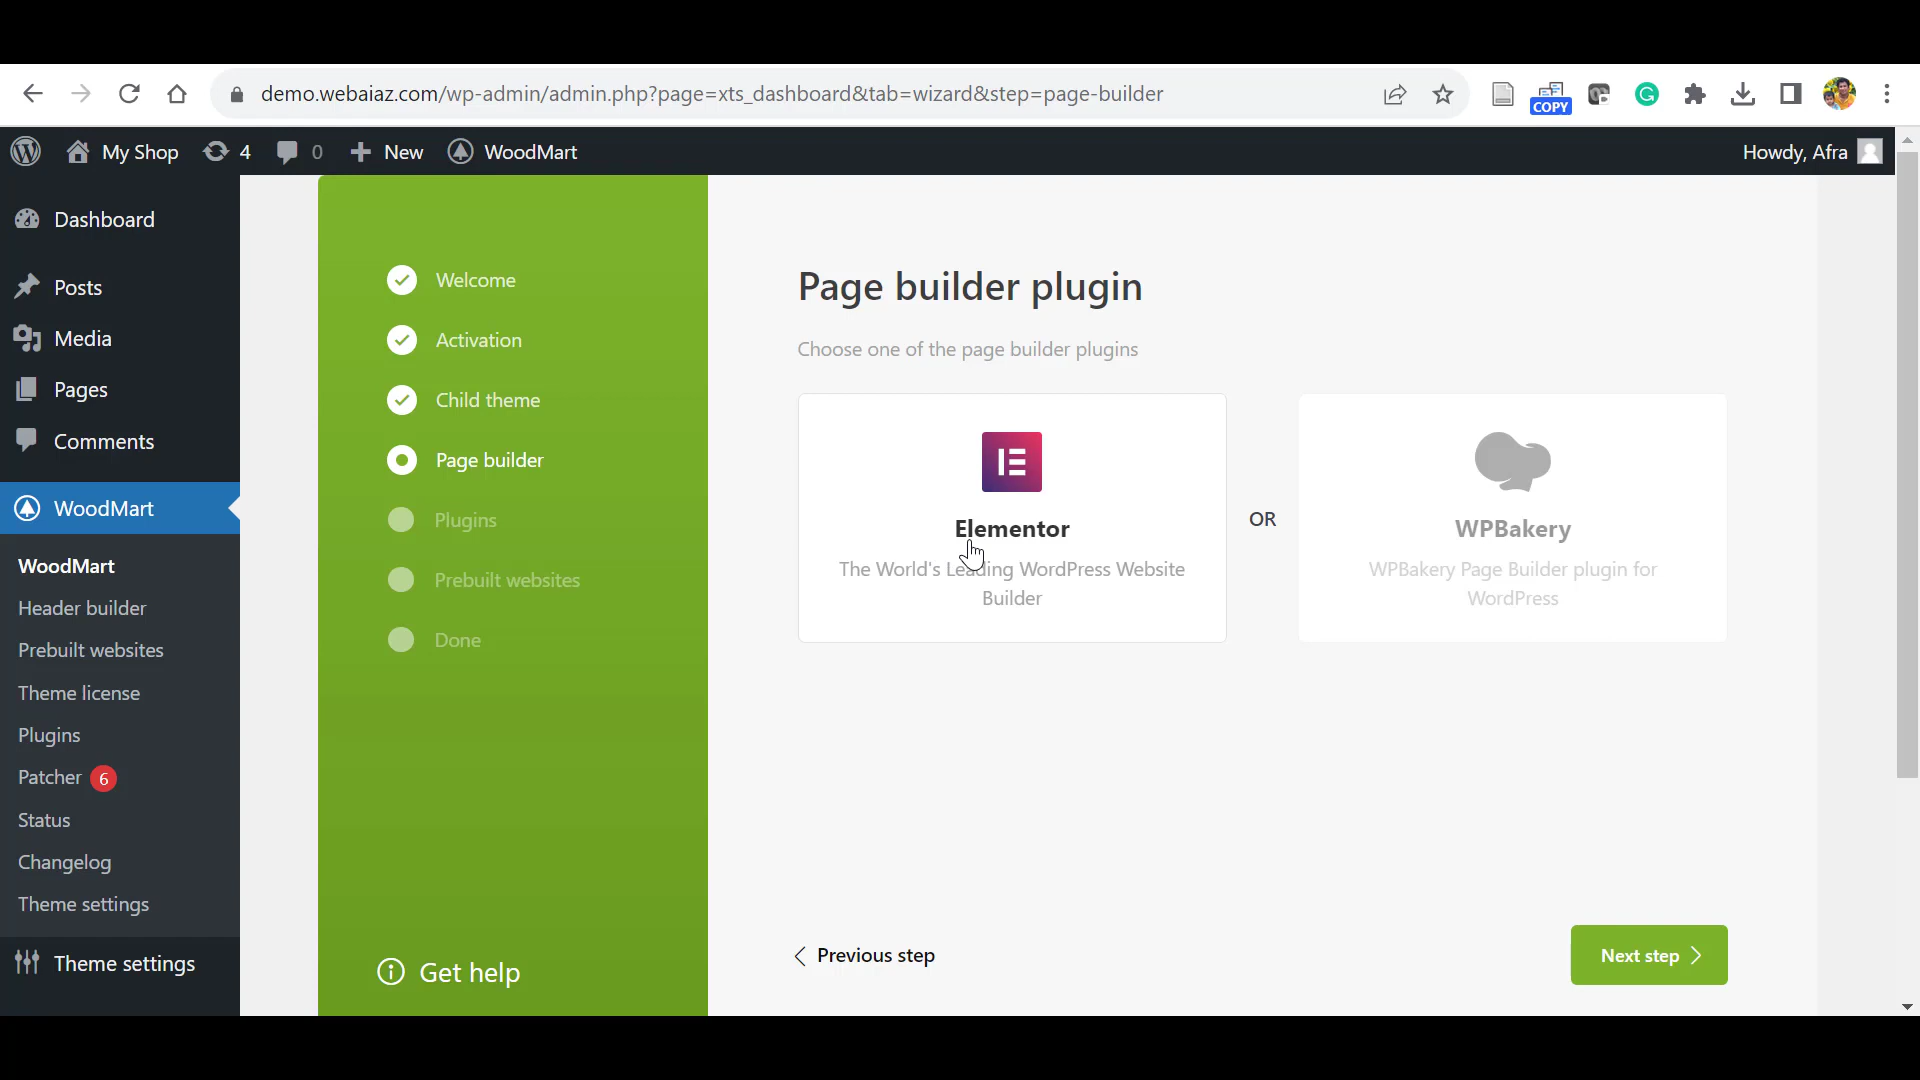 demo.webaiaz.com/wp-admin/admin.php?page=xts_dashboard&tab=wizard&step=page-builder
COPY
My Shop
4
0
New
WoodMart
Howdy, Afra
Dashboard
Posts
Media
Pages
Comments
WoodMart
WoodMart
Header builder
Prebuilt websites
Theme license
Plugins
Patcher 6
Status
Changelog
Theme settings
Theme settings
Welcome
Activation
Child theme
Page builder
Plugins
Prebuilt websites
Done
Get help
Page builder plugin
Choose one of the page builder plugins
Elementor
The World's Leading WordPress Website
Builder
OR
WPBakery
WPBakery Page Builder plugin for
WordPress
Previous step
Next step